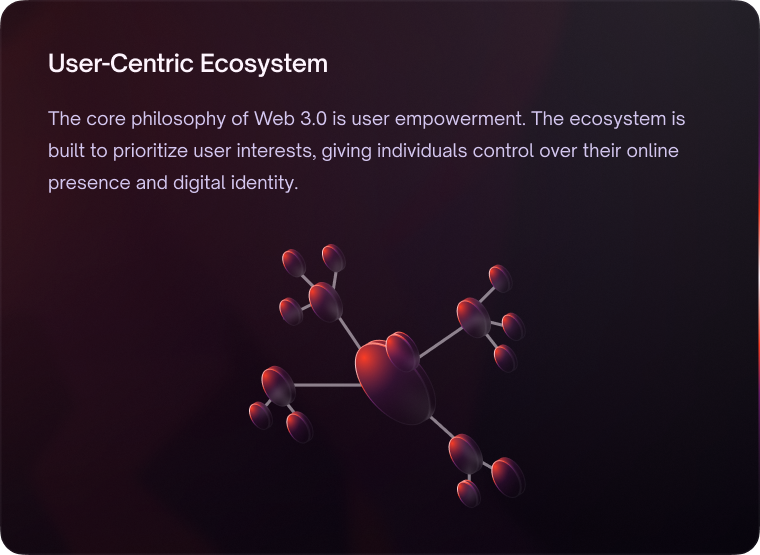 User-Centric Ecosystem
The core philosophy of Web 3.0 is user empowerment. The ecosystem is
built to prioritize user interests, giving individuals control over their online
presence and digital identity.